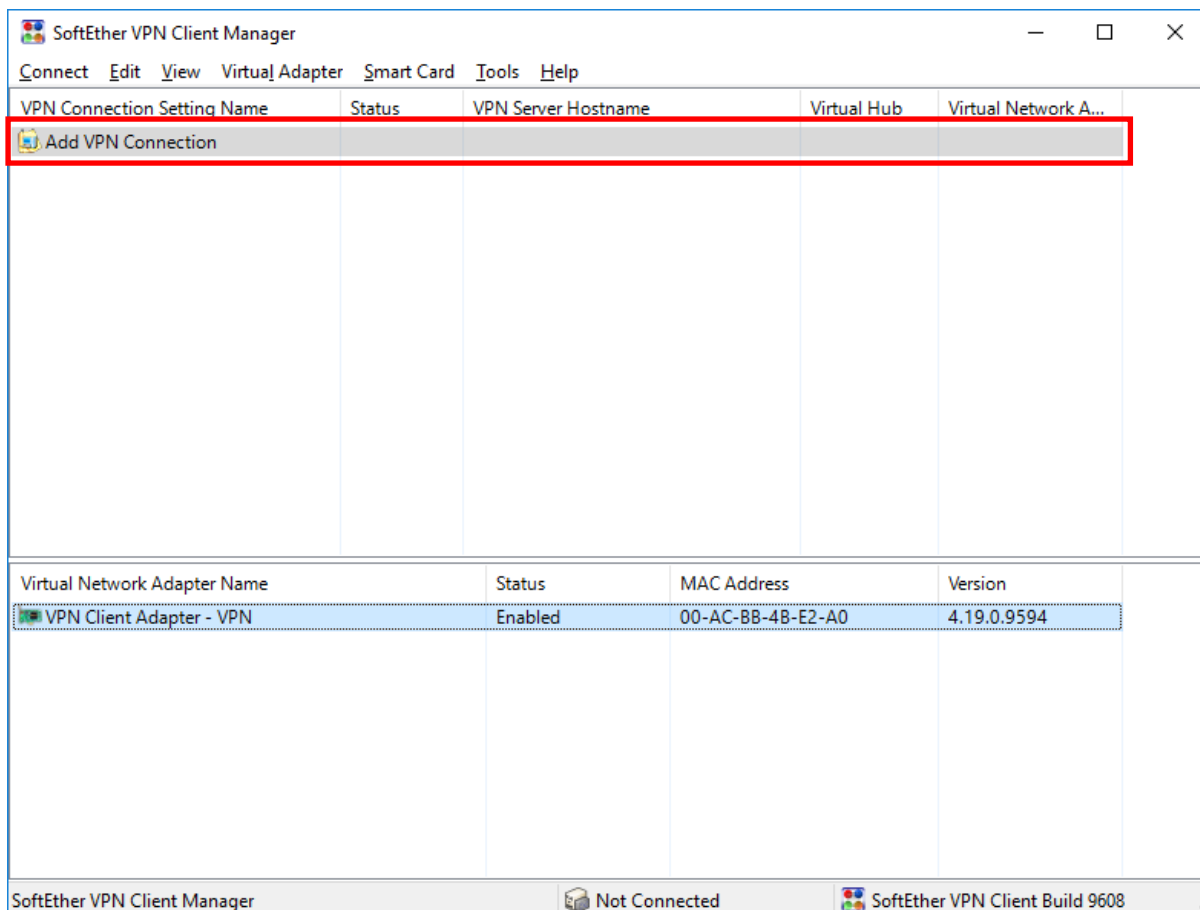 SoftEther VPN Client Manager
Connect Edit View Virtual Adapter Smart Card Tools Help
VPN Connection Setting Name Status VPN Server Hostname Virtual Hub Virtual Network A...
Add VPN Connection
Virtual Network Adapter Name Status MAC Address Version
VPN Client Adapter - VPN Enabled 00-AC-BB-4B-E2-A0 4.19.0.9594
SoftEther VPN Client Manager Not Connected SoftEther VPN Client Build 9608